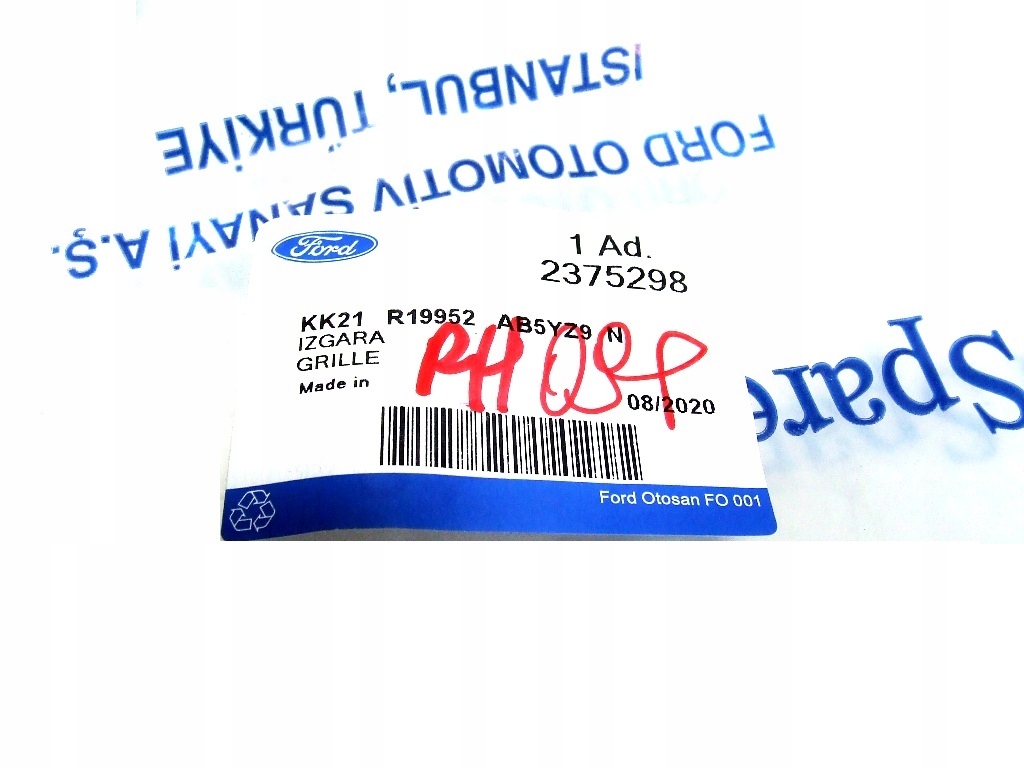 ISTANBUL, TÜRKİYE
FORD OTOMOTİV SANAYİ A.Ş.
Ford
1 Ad.
2375298
KK21 R19952 AB5YZ9 N
IZGARA
GRILLE
Made in
08/2020
Ford Otosan FO 001
Spare